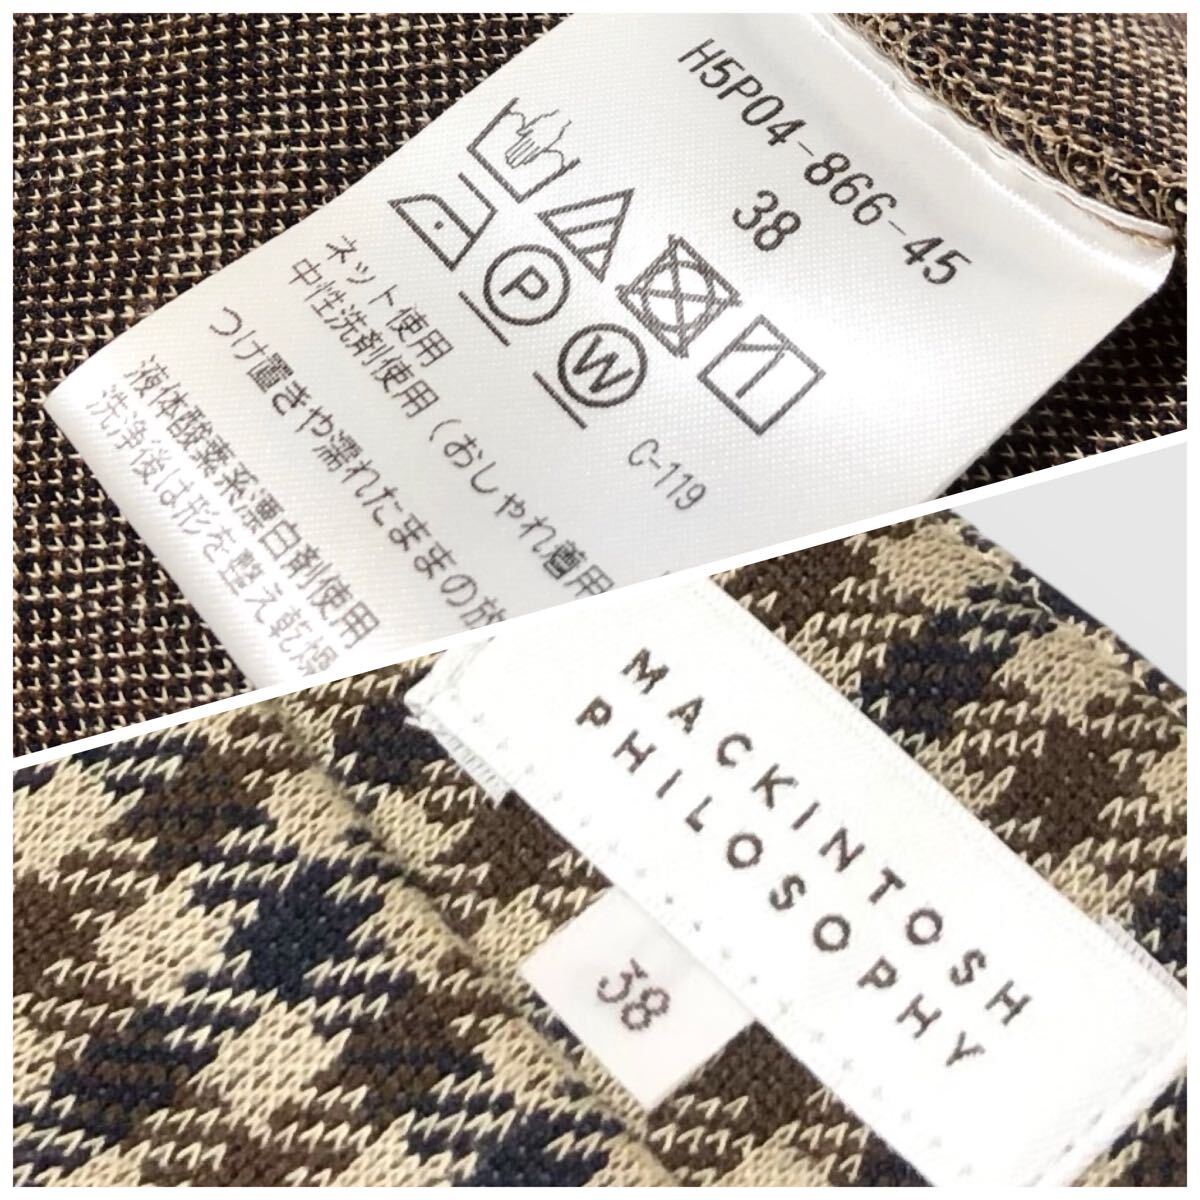 H5P04-866-45
38
P
W
C-119
ネット使用
中性洗剤使用(おしゃれ着用
つけ置きや濡れたままの放
液体酸素系漂白剤使用
洗浄後は形を整え乾燥
MACKINTOSH
PHILOSOPHY
38